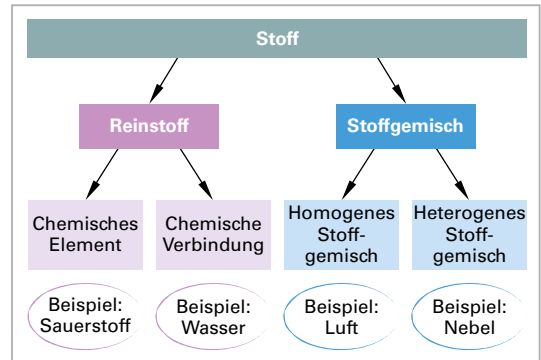 Stoff
Reinstoff
Stoffgemisch
Chemisches
Element
Chemische
Verbindung
Homogenes
Stoff-
gemisch
Heterogenes
Stoff-
gemisch
Beispiel:
Sauerstoff
Beispiel:
Wasser
Beispiel:
Luft
Beispiel:
Nebel